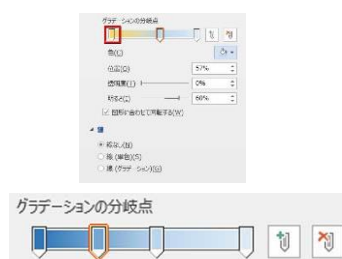 グラデーションの分岐点
色(C)
位置(O) 57%
透明度(T) 0%
明るさ(I) 60%
図形に合わせて回転する(W)
線
線なし(N)
線 (単色)(S)
線 (グラデーション)(G)
グラデーションの分岐点